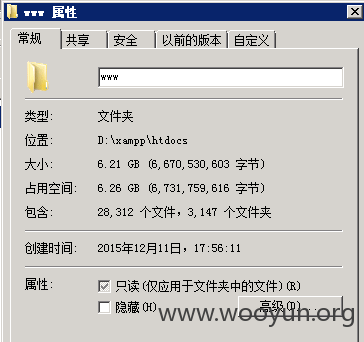 www 属性
常规 共享 安全 以前的版本 自定义
www
类型: 文件夹
位置: D:\xampp\htdocs
大小: 6.21 GB (6,670,530,603 字节)
占用空间: 6.26 GB (6,731,759,616 字节)
包含: 28,312 个文件，3,147 个文件夹
创建时间: 2015年12月11日，17:56:11
属性: 只读(仅应用于文件夹中的文件)(R)
隐藏(H) 高级(D)...
www.wooyun.org